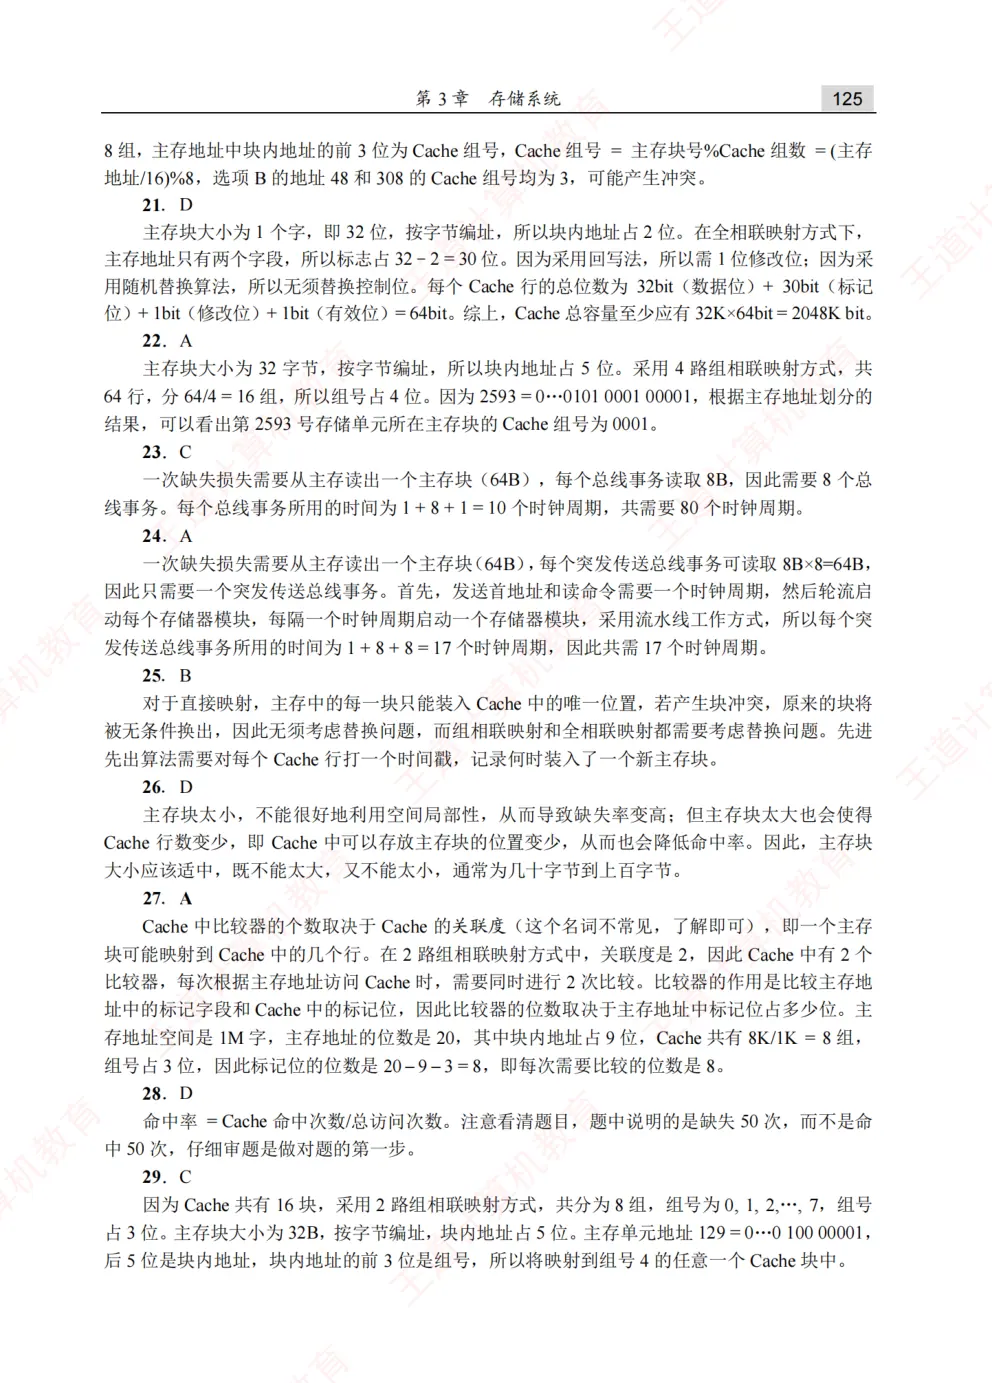 第 3 章 存储系统 125
8 组，主存地址中块内地址的前 3 位为 Cache 组号，Cache 组号 = 主存块号%Cache 组数 = (主存
地址/16)%8，选项 B 的地址 48 和 308 的 Cache 组号均为 3，可能产生冲突。
21. D
主存块大小为 1 个字，即 32 位，按字节编址，所以块内地址占 2 位。在全相联映射方式下，
主存地址只有两个字段，所以标志占 32 − 2 = 30 位。因为采用回写法，所以需 1 位修改位；因为采
用随机替换算法，所以无须替换控制位。每个 Cache 行的总位数为 32bit（数据位）+ 30bit（标记
位）+ 1bit（修改位）+ 1bit（有效位）= 64bit。综上，Cache 总容量至少应有 32K×64bit = 2048K bit。
22. A
主存块大小为 32 字节，按字节编址，所以块内地址占 5 位。采用 4 路组相联映射方式，共
64 行，分 64/4 = 16 组，所以组号占 4 位。因为 2593 = 0…0101 0001 00001，根据主存地址划分的
结果，可以看出第 2593 号存储单元所在主存块的 Cache 组号为 0001。
23. C
一次缺失损失需要从主存读出一个主存块（64B），每个总线事务读取 8B，因此需要 8 个总
线事务。每个总线事务所用的时间为 1 + 8 + 1 = 10 个时钟周期，共需要 80 个时钟周期。
24. A
一次缺失损失需要从主存读出一个主存块（64B），每个突发传送总线事务可读取 8B×8=64B，
因此只需要一个突发传送总线事务。首先，发送首地址和读命令需要一个时钟周期，然后轮流启
动每个存储器模块，每隔一个时钟周期启动一个存储器模块，采用流水线工作方式，所以每个突
发传送总线事务所用的时间为 1 + 8 + 8 = 17 个时钟周期，因此共需 17 个时钟周期。
25. B
对于直接映射，主存中的每一块只能装入 Cache 中的唯一位置，若产生块冲突，原来的块将
被无条件换出，因此无须考虑替换问题，而组相联映射和全相联映射都需要考虑替换问题。先进
先出算法需要对每个 Cache 行打一个时间戳，记录何时装入了一个新主存块。
26. D
主存块太小，不能很好地利用空间局部性，从而导致缺失率变高；但主存块太大也会使得
Cache 行数变少，即 Cache 中可以存放主存块的位置变少，从而也会降低命中率。因此，主存块
大小应该适中，既不能太大，又不能太小，通常为几十字节到上百字节。
27. A
Cache 中比较器的个数取决于 Cache 的关联度（这个名词不常见，了解即可），即一个主存
块可能映射到 Cache 中的几个行。在 2 路组相联映射方式中，关联度是 2，因此 Cache 中有 2 个
比较器，每次根据主存地址访问 Cache 时，需要同时进行 2 次比较。比较器的作用是比较主存地
址中的标记字段和 Cache 中的标记位，因此比较器的位数取决于主存地址中标记位占多少位。主
存地址空间是 1M 字，主存地址的位数是 20，其中块内地址占 9 位，Cache 共有 8K/1K = 8 组，
组号占 3 位，因此标记位的位数是 20 − 9 − 3 = 8，即每次需要比较的位数是 8。
28. D
命中率 = Cache 命中次数/总访问次数。注意看清题目，题中说明的是缺失 50 次，而不是命
中 50 次，仔细审题是做对题的第一步。
29. C
因为 Cache 共有 16 块，采用 2 路组相联映射方式，共分为 8 组，组号为 0, 1, 2,…, 7，组号
占 3 位。主存块大小为 32B，按字节编址，块内地址占 5 位。主存单元地址 129 = 0…0 100 00001，
后 5 位是块内地址，块内地址的前 3 位是组号，所以将映射到组号 4 的任意一个 Cache 块中。
王道计算机教育